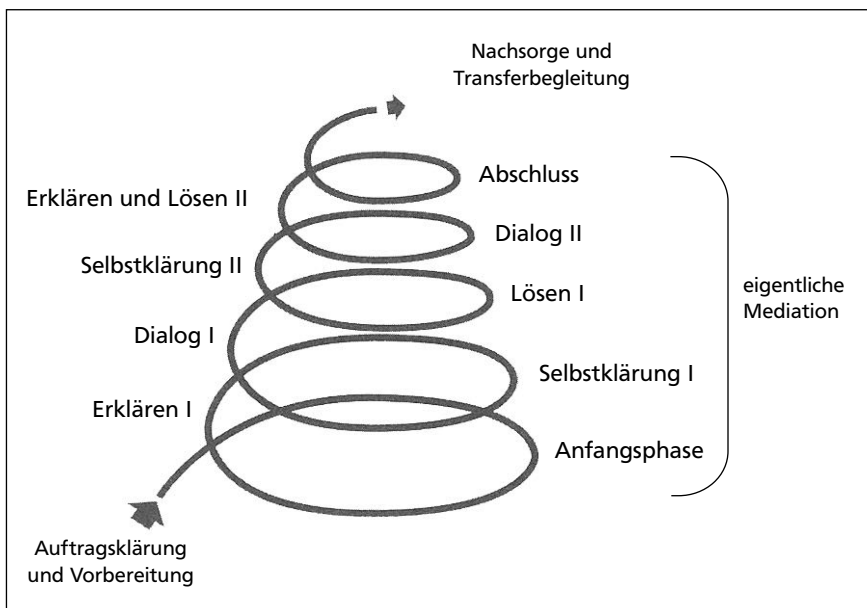 Nachsorge und
Transferbegleitung
Abschluss
Erklären und Lösen II
Dialog II
Selbstklärung II
Lösen I
eigentliche
Mediation
Dialog I
Selbstklärung I
Erklären I
Anfangsphase
Auftragsklärung
und Vorbereitung